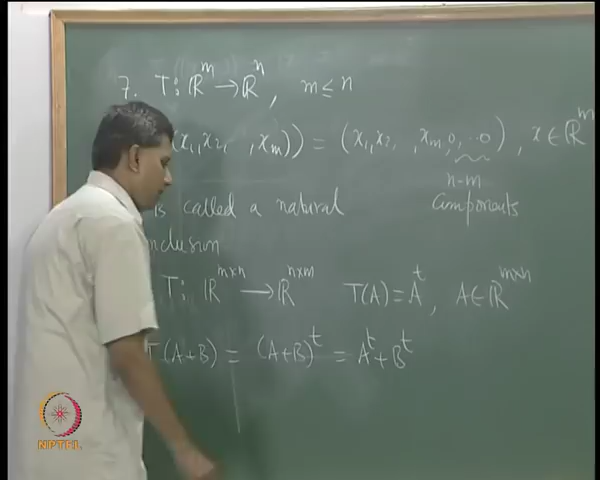 7. T: ℝ^m → ℝ^n, m ≤ n
(x₁, x₂, , x_m)) = (x₁, x₂, , x_m, 0, ..0), x ∈ ℝ^m
n-m
components
is called a natural
inclusion
T: ℝ^{m×n} → ℝ^{n×m} T(A) = A^t, A ∈ ℝ^{m×n}
T(A+B) = (A+B)^t = A^t + B^t
NPTEL